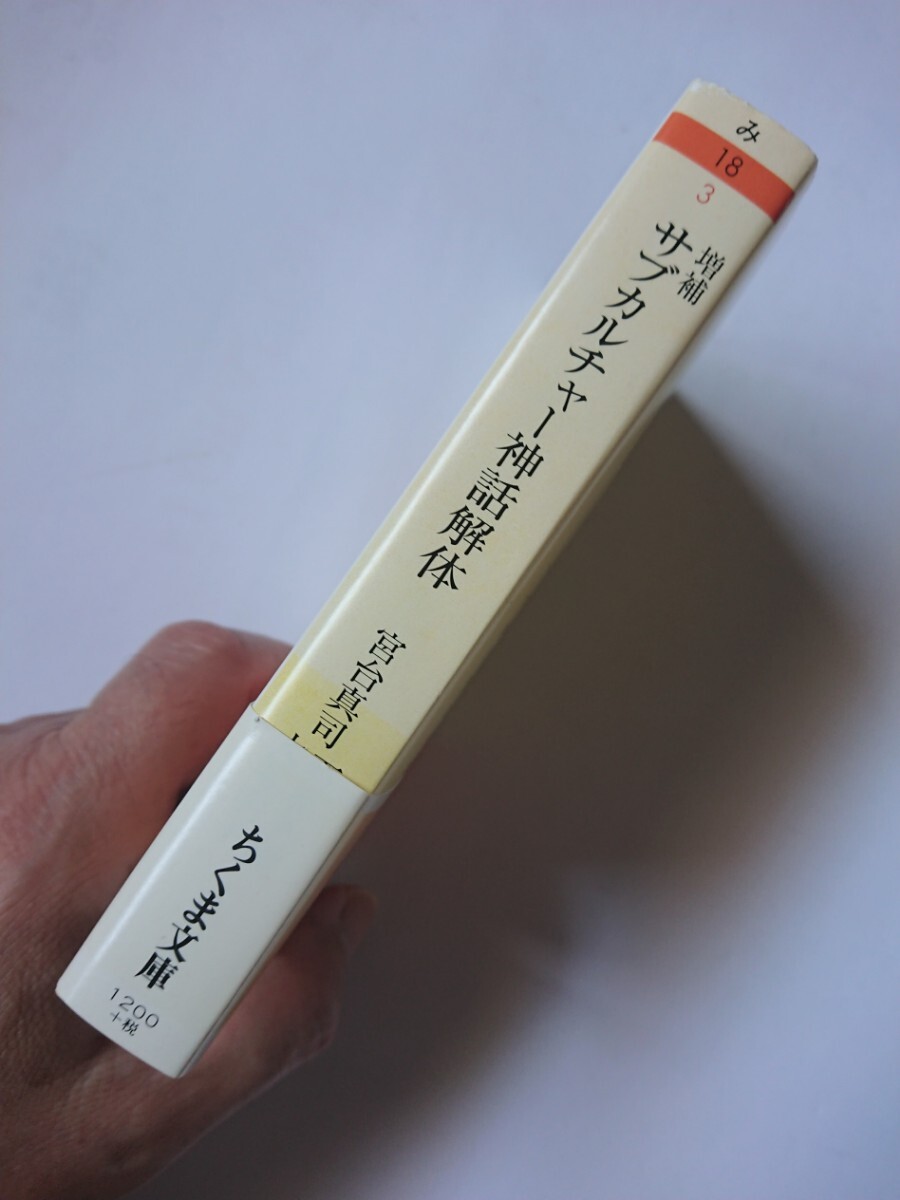 み
18
3
増補
サブカルチャー神話解体
宮台真司
ちくま文庫
1200
+税